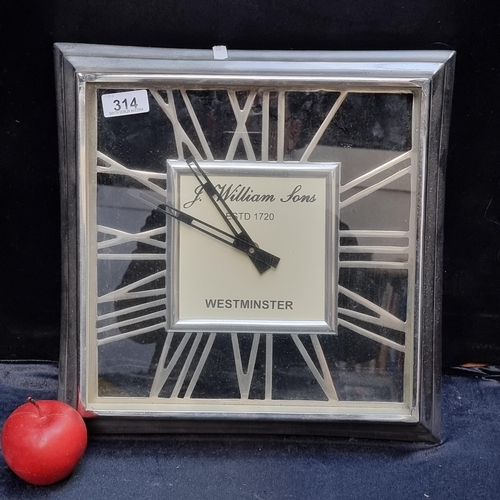 314
J. William Sons
ESTD 1720
WESTMINSTER